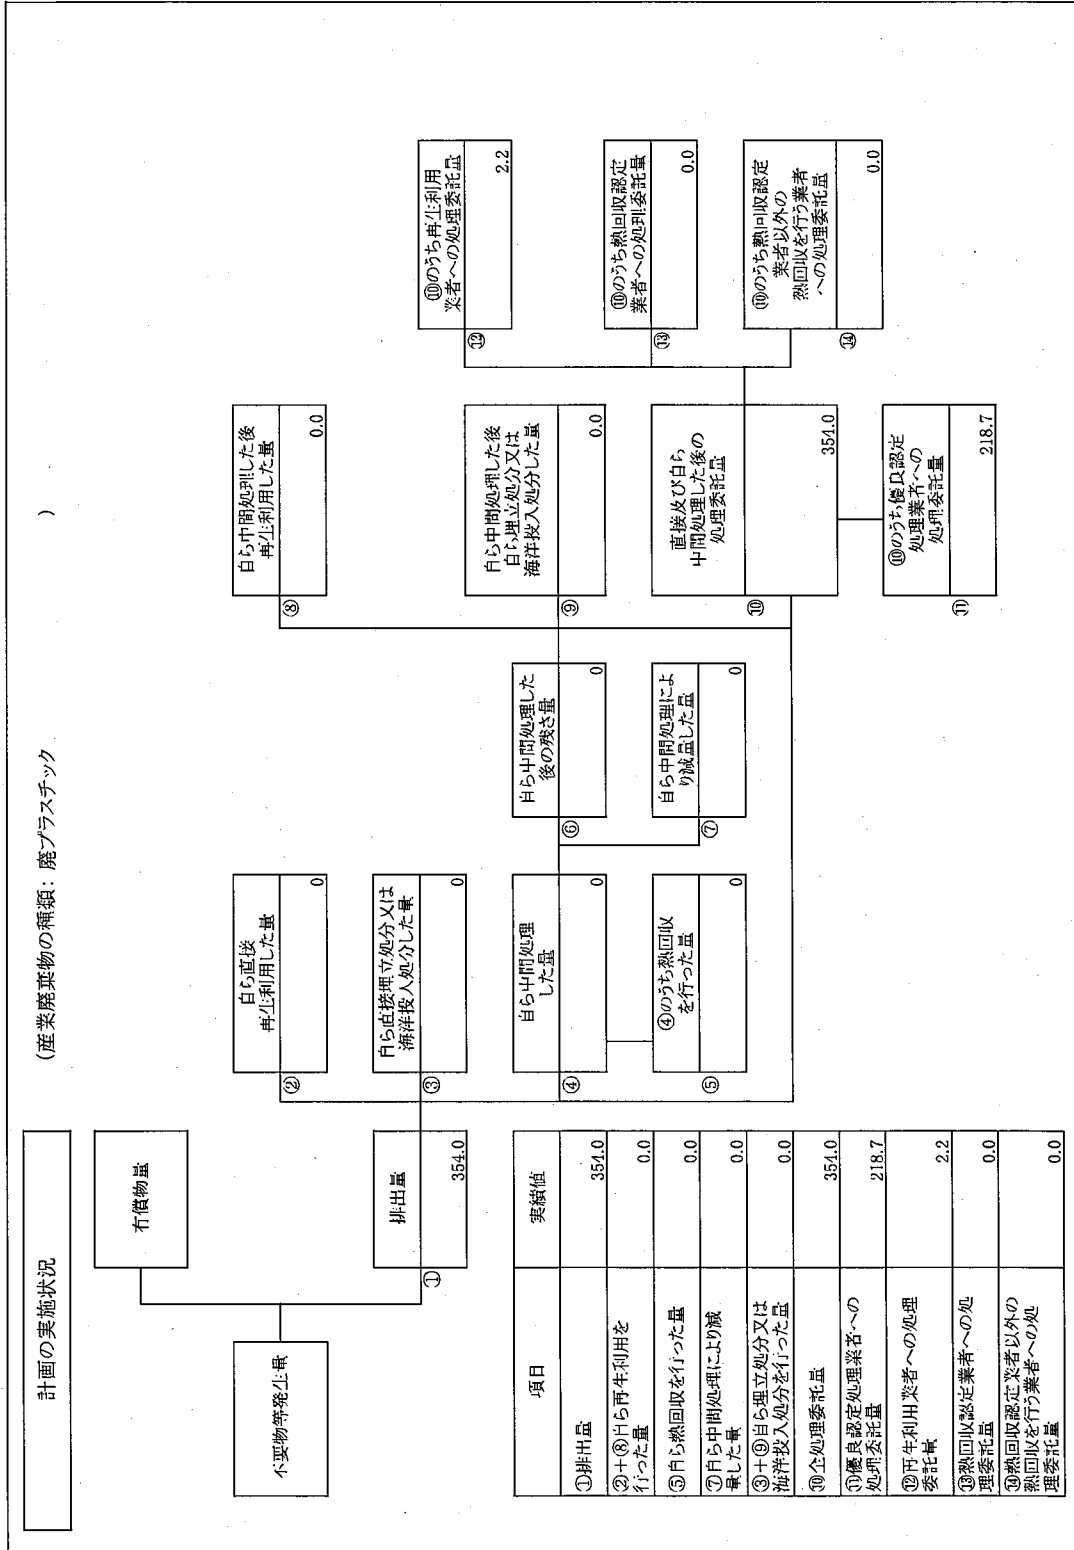 計画の実施状況
(産業廃棄物の種類：廃プラスチック　　)
有償物量
不要物等発生量
①
排出量
354.0
②
自ら直接
再生利用した量
0
③
自ら直接埋立処分又は
海洋投入処分した量
0
④
自ら中間処理
した量
0
⑤
④のうち熱回収
を行った量
0
⑥
自ら中間処理した
後の残さ量
0
⑦
自ら中間処理によ
り減量した量
0
⑧
自ら中間処理した後
再生利用した量
0.0
⑨
自ら中間処理した後
自ら埋立処分又は
海洋投入処分した量
0.0
⑩
直接及び自ら
中間処理した後の
処理委託量
354.0
⑪
⑩のうち優良認定
処理業者への
処理委託量
218.7
⑫
⑩のうち再生利用
業者への処理委託量
2.2
⑬
⑩のうち熱回収認定
業者への処理委託量
0.0
⑭
⑩のうち熱回収認定
業者以外の
熱回収を行う業者
への処理委託量
0.0
項目 実績値
①排出量 354.0
②+⑧自ら再生利用を
行った量 0.0
⑤自ら熱回収を行った量 0.0
⑦自ら中間処理により減
量した量 0.0
③+⑨自ら埋立処分又は
海洋投入処分を行った量 0.0
⑩全処理委託量 354.0
⑪優良認定処理業者への
処理委託量 218.7
⑫再生利用業者への処理
委託量 2.2
⑬熱回収認定業者への処
理委託量 0.0
⑭熱回収認定業者以外の
熱回収を行う業者への処
理委託量 0.0